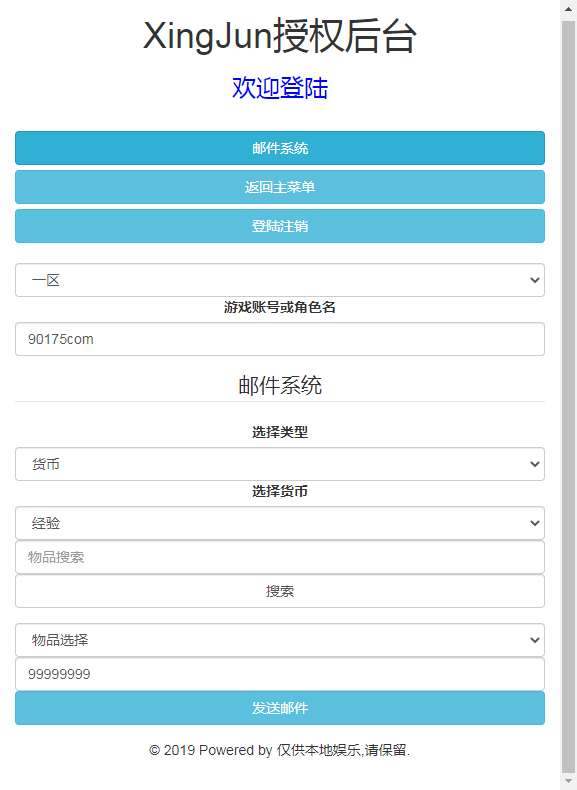 XingJun授权后台
欢迎登陆
邮件系统
返回主菜单
登陆注销
一区
游戏账号或角色名
90175com
邮件系统
选择类型
货币
选择货币
经验
物品搜索
搜索
物品选择
99999999
发送邮件
© 2019 Powered by 仅供本地娱乐,请保留.